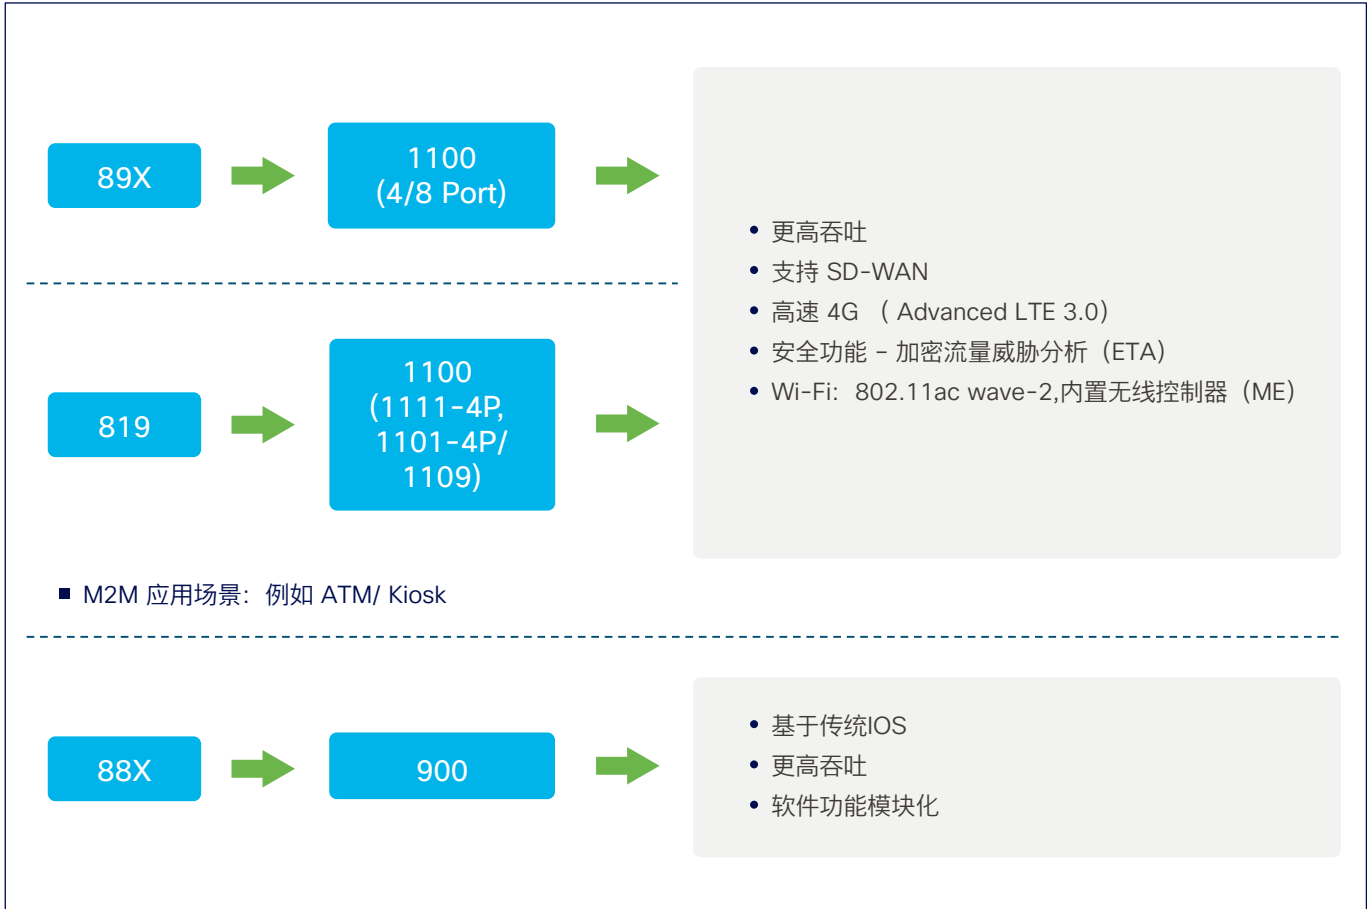 89X
1100
(4/8 Port)
819
1100
(1111-4P,
1101-4P/
1109)
• 更高吞吐
• 支持 SD-WAN
• 高速 4G （ Advanced LTE 3.0）
• 安全功能 – 加密流量威胁分析（ETA）
• Wi-Fi：802.11ac wave-2,内置无线控制器（ME）
■ M2M 应用场景：例如 ATM/ Kiosk
88X
900
• 基于传统IOS
• 更高吞吐
• 软件功能模块化